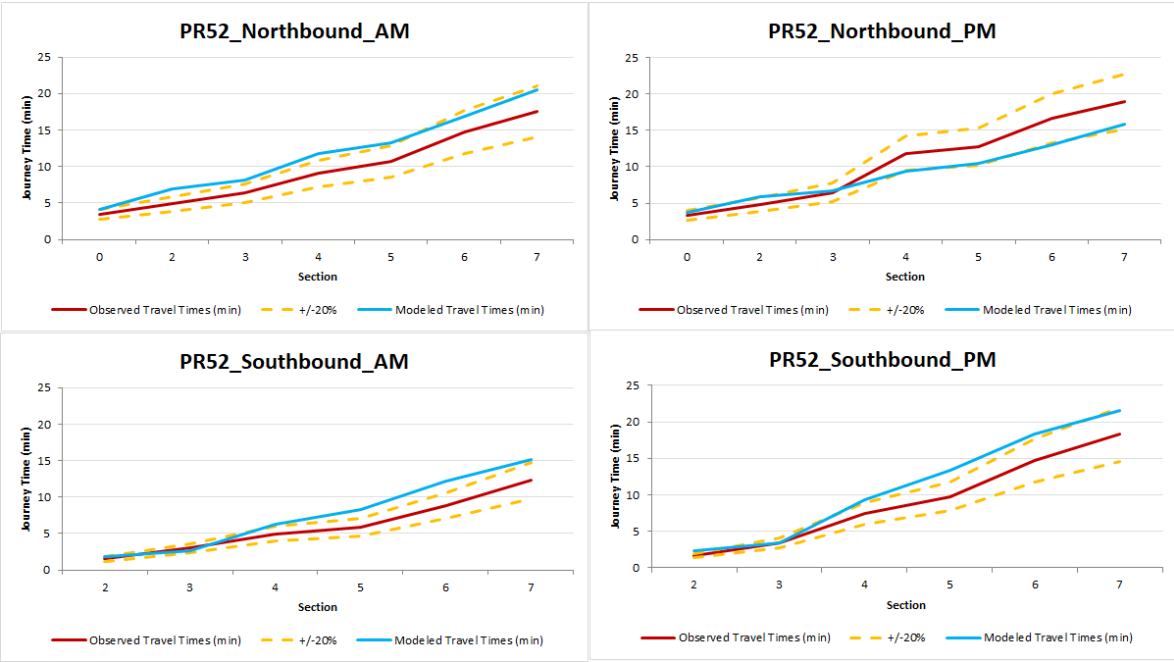 PR52_Northbound_AM
25
20
15
10
5
0
Journey Time (min)
0 2 3 4 5 6 7
Section
Observed Travel Times (min) +/-20% Modeled Travel Times (min)
PR52_Northbound_PM
25
20
15
10
5
0
Journey Time (min)
0 2 3 4 5 6 7
Section
Observed Travel Times (min) +/-20% Modeled Travel Times (min)
PR52_Southbound_AM
25
20
15
10
5
0
Journey Time (min)
2 3 4 5 6 7
Section
Observed Travel Times (min) +/-20% Modeled Travel Times (min)
PR52_Southbound_PM
25
20
15
10
5
0
Journey Time (min)
2 3 4 5 6 7
Section
Observed Travel Times (min) +/-20% Modeled Travel Times (min)